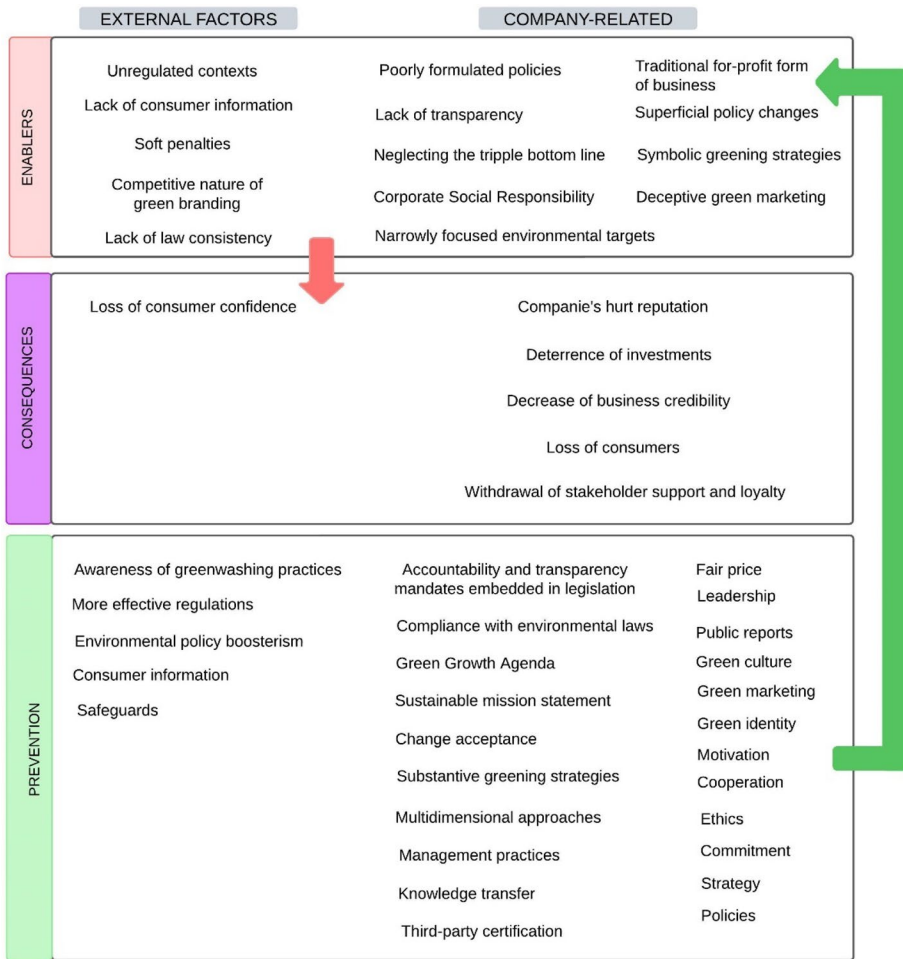 EXTERNAL FACTORS
COMPANY-RELATED
ENABLERS
Unregulated contexts
Lack of consumer information
Soft penalties
Competitive nature of
green branding
Lack of law consistency
Poorly formulated policies
Lack of transparency
Neglecting the tripple bottom line
Corporate Social Responsibility
Narrowly focused environmental targets
Traditional for-profit form
of business
Superficial policy changes
Symbolic greening strategies
Deceptive green marketing
CONSEQUENCES
Loss of consumer confidence
Companie's hurt reputation
Deterrence of investments
Decrease of business credibility
Loss of consumers
Withdrawal of stakeholder support and loyalty
PREVENTION
Awareness of greenwashing practices
More effective regulations
Environmental policy boosterism
Consumer information
Safeguards
Accountability and transparency
mandates embedded in legislation
Compliance with environmental laws
Green Growth Agenda
Sustainable mission statement
Change acceptance
Substantive greening strategies
Multidimensional approaches
Management practices
Knowledge transfer
Third-party certification
Fair price
Leadership
Public reports
Green culture
Green marketing
Green identity
Motivation
Cooperation
Ethics
Commitment
Strategy
Policies